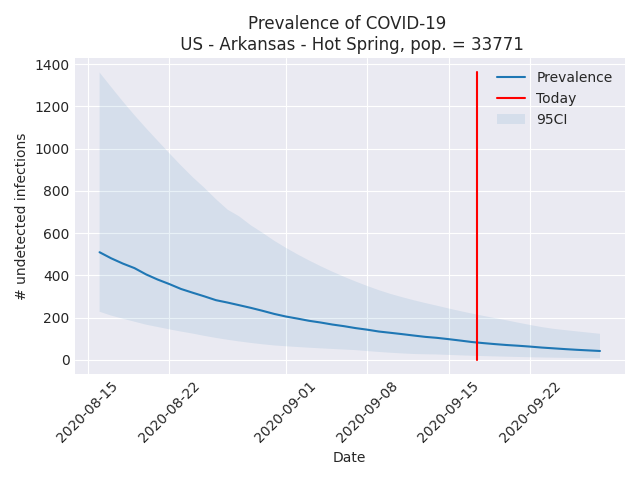 Prevalence of COVID-19
US - Arkansas - Hot Spring, pop. = 33771
1400
1200
1000
800
600
400
200
0
# undetected infections
Prevalence
Today
95CI
2020-08-15
2020-08-22
2020-09-01
2020-09-08
2020-09-15
2020-09-22
Date